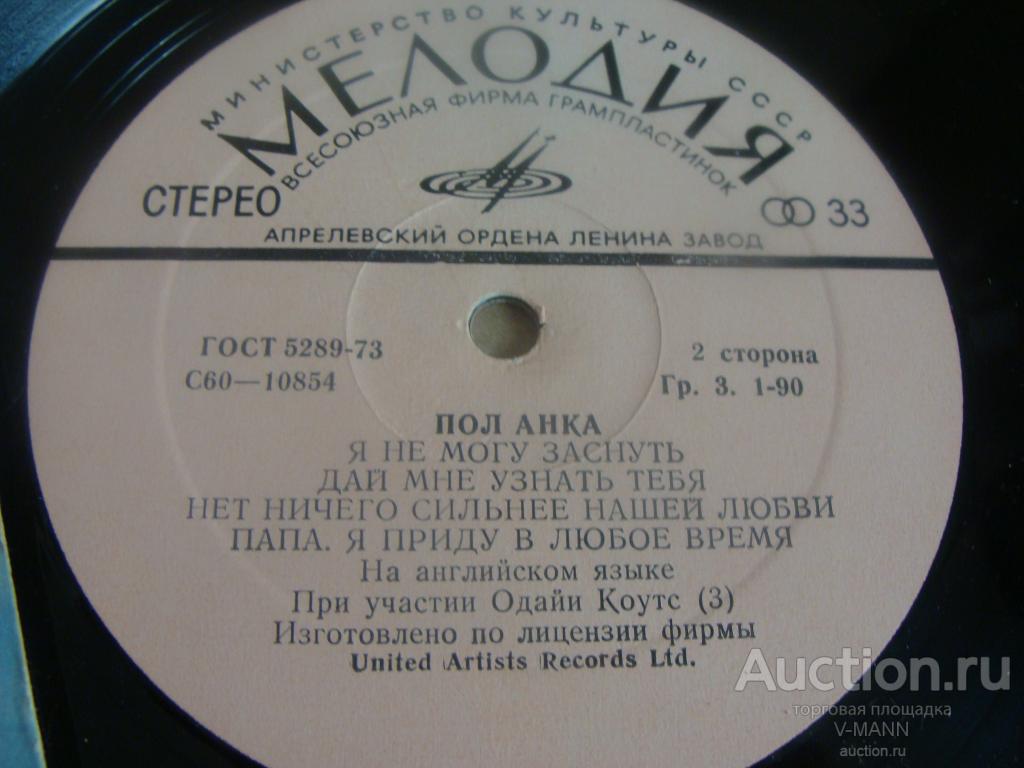 МИНИСТЕРСТВО КУЛЬТУРЫ СССР
МЕЛОДИЯ
ВСЕСОЮЗНАЯ ФИРМА ГРАМПЛАСТИНОК
СТЕРЕО
33
АПРЕЛЕВСКИЙ ОРДЕНА ЛЕНИНА ЗАВОД
ГОСТ 5289-73
2 сторона
С60—10854
Гр. 3. 1-90
ПОЛ АНКА
Я НЕ МОГУ ЗАСНУТЬ
ДАЙ МНЕ УЗНАТЬ ТЕБЯ
НЕТ НИЧЕГО СИЛЬНЕЕ НАШЕЙ ЛЮБВИ
ПАПА. Я ПРИДУ В ЛЮБОЕ ВРЕМЯ
На английском языке
При участии Одайи Коутс (3)
Изготовлено по лицензии фирмы
United Artists Records Ltd.
Auction.ru
торговая площадка
V-MANN
auction.ru